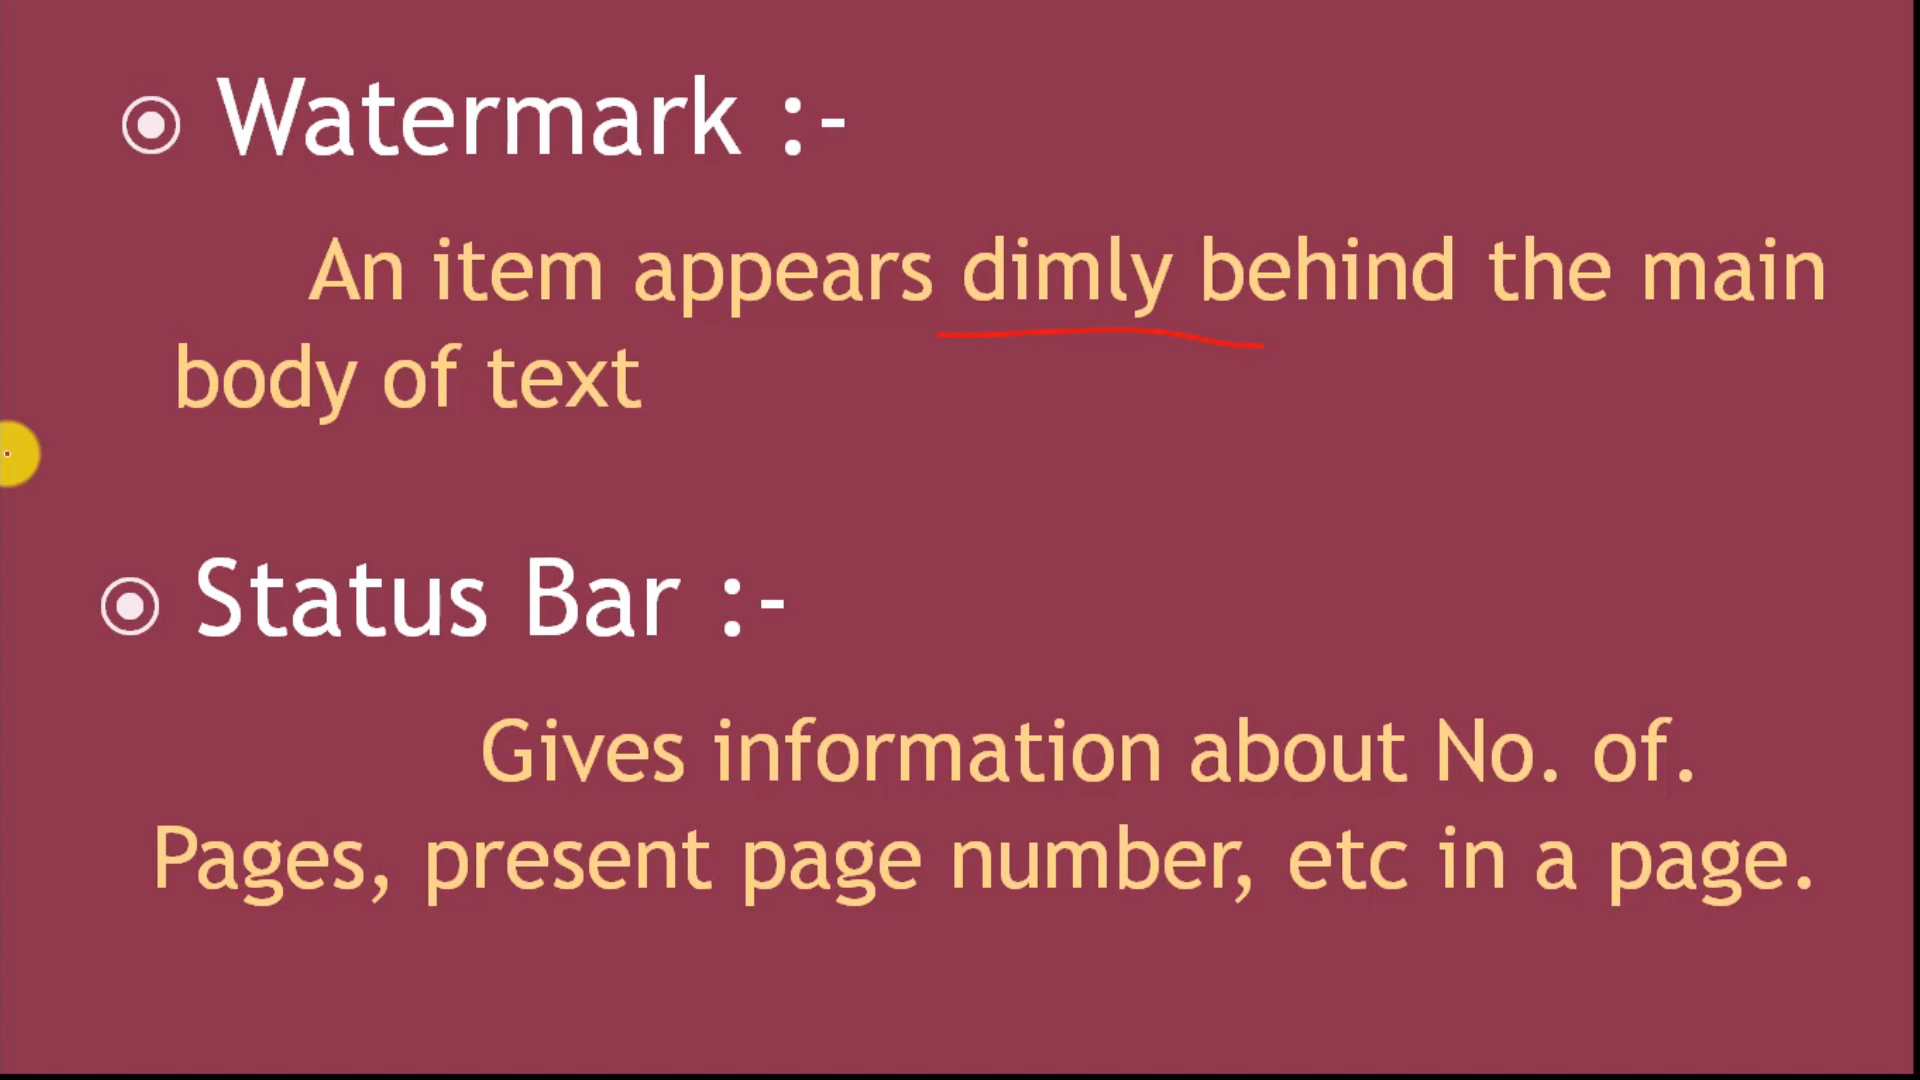 Watermark :-
An item appears dimly behind the main
body of text
Status Bar :-
Gives information about No. of.
Pages, present page number, etc in a page.